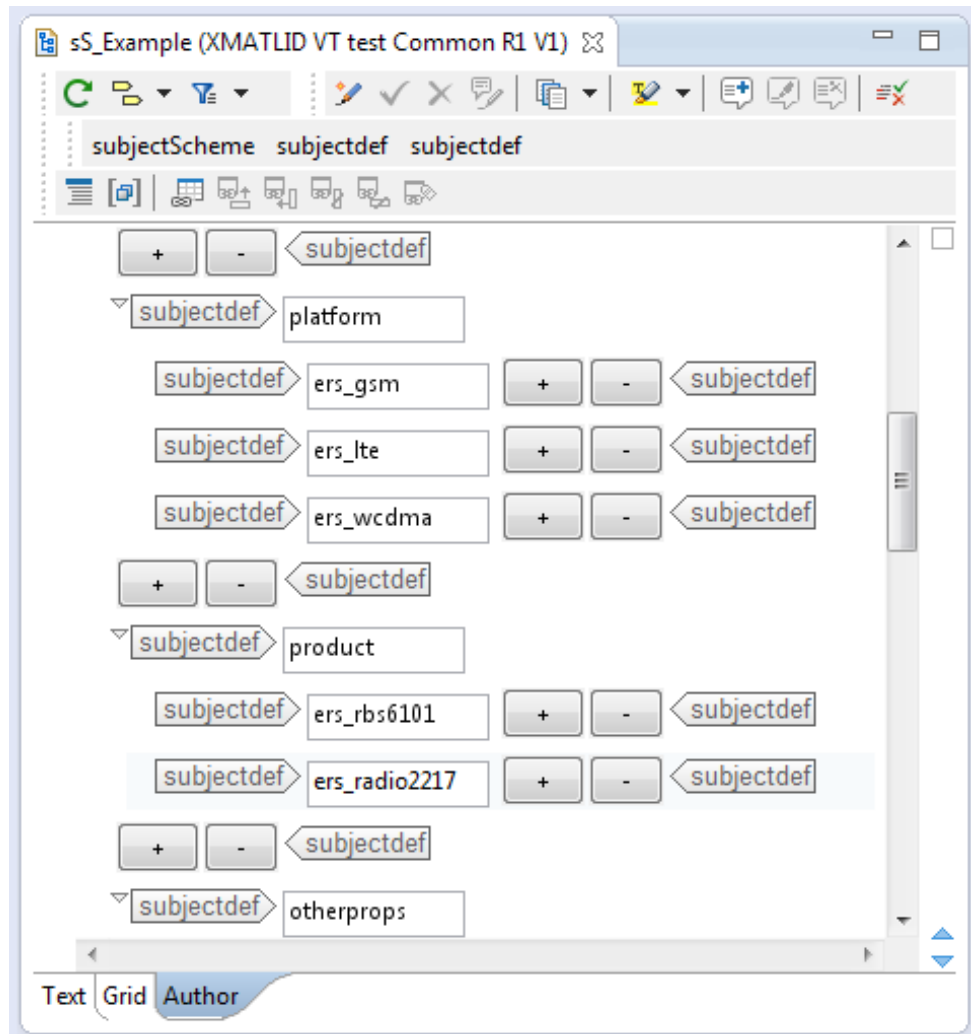 sS_Example (XMATLID VT test Common R1 V1)
subjectScheme subjectdef subjectdef
+ - subjectdef
subjectdef platform
subjectdef ers_gsm + - subjectdef
subjectdef ers_lte + - subjectdef
subjectdef ers_wcdma + - subjectdef
+ - subjectdef
subjectdef product
subjectdef ers_rbs6101 + - subjectdef
subjectdef ers_radio2217 + - subjectdef
+ - subjectdef
subjectdef otherprops
Text Grid Author